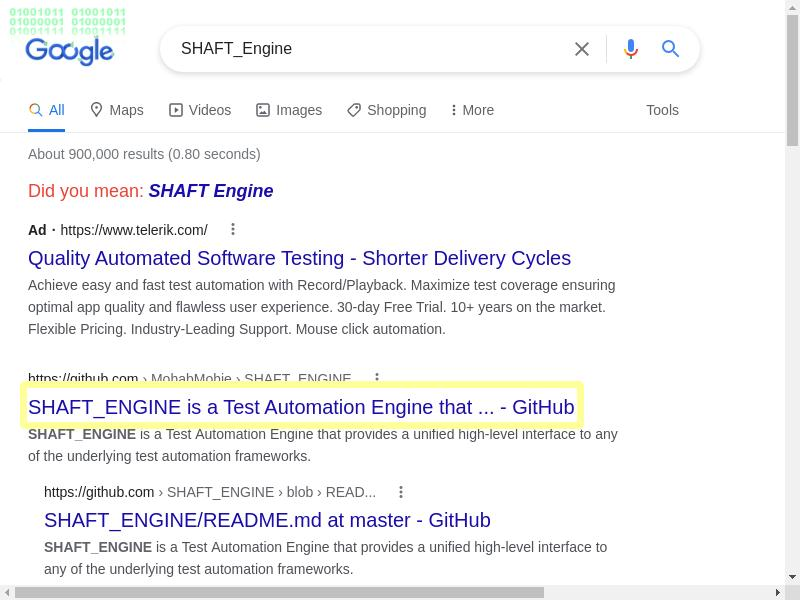 01001011 01001011
01000001 01000001
01001111 01001111
Google
SHAFT_Engine
All Maps Videos Images Shopping More Tools
About 900,000 results (0.80 seconds)
Did you mean: SHAFT Engine
Ad · https://www.telerik.com/
Quality Automated Software Testing - Shorter Delivery Cycles
Achieve easy and fast test automation with Record/Playback. Maximize test coverage ensuring
optimal app quality and flawless user experience. 30-day Free Trial. 10+ years on the market.
Flexible Pricing. Industry-Leading Support. Mouse click automation.
https://github.com › MohabMohie › SHAFT_ENGINE
SHAFT_ENGINE is a Test Automation Engine that ... - GitHub
SHAFT_ENGINE is a Test Automation Engine that provides a unified high-level interface to any
of the underlying test automation frameworks.
https://github.com › SHAFT_ENGINE › blob › READ...
SHAFT_ENGINE/README.md at master - GitHub
SHAFT_ENGINE is a Test Automation Engine that provides a unified high-level interface to
any of the underlying test automation frameworks.